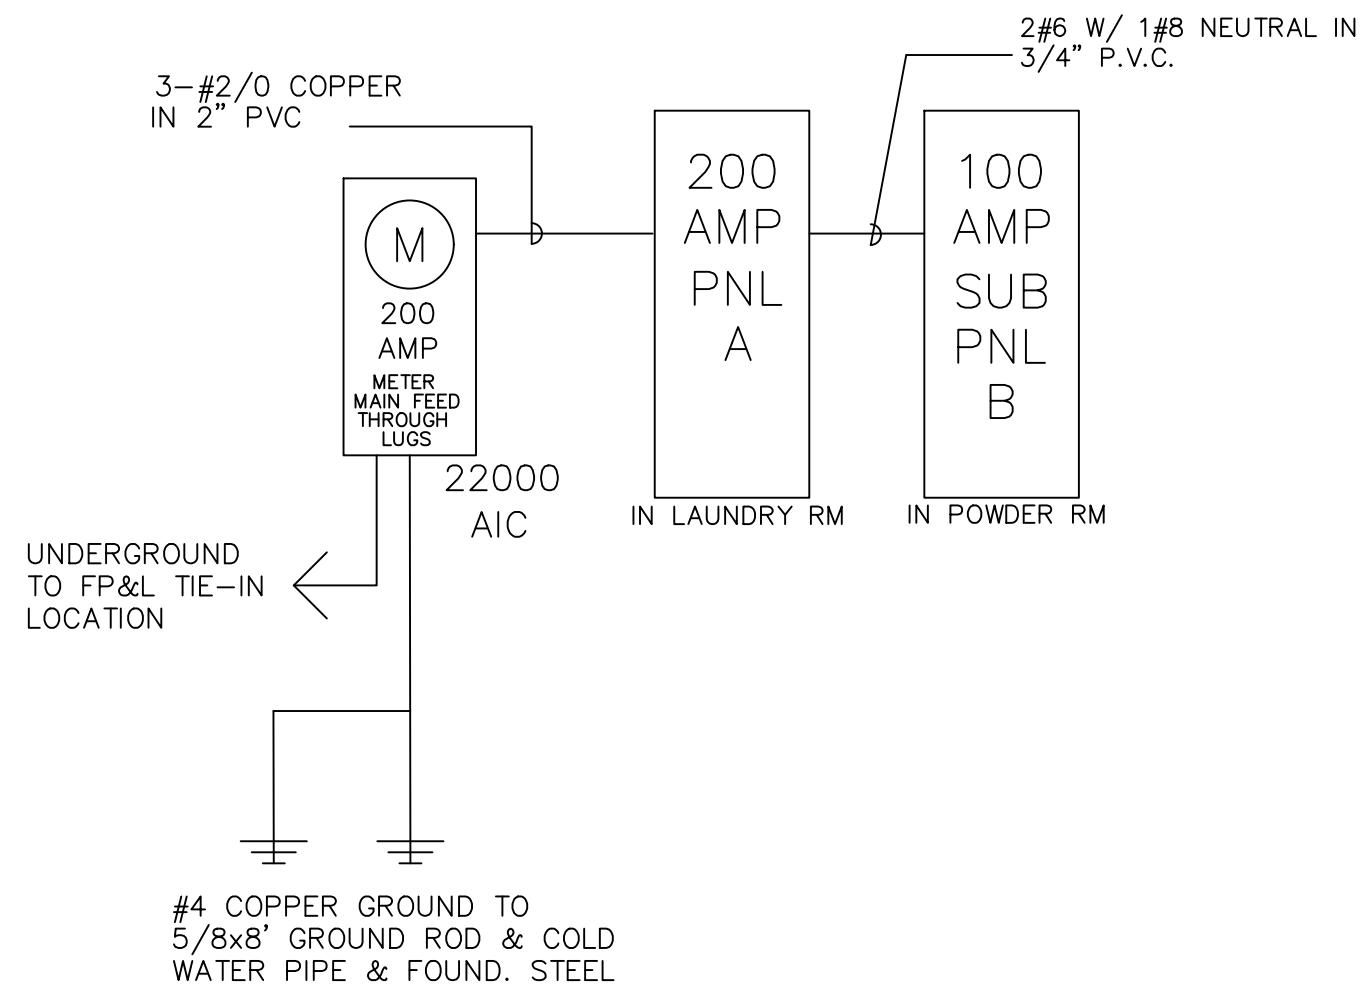 2#6 W/ 1#8 NEUTRAL IN
3/4" P.V.C.
3-#2/0 COPPER
IN 2" PVC
M
200
AMP
METER
MAIN FEED
THROUGH
LUGS
22000
AIC
200
AMP
PNL
A
IN LAUNDRY RM
100
AMP
SUB
PNL
B
IN POWDER RM
UNDERGROUND
TO FP&L TIE-IN
LOCATION
#4 COPPER GROUND TO
5/8x8' GROUND ROD & COLD
WATER PIPE & FOUND. STEEL